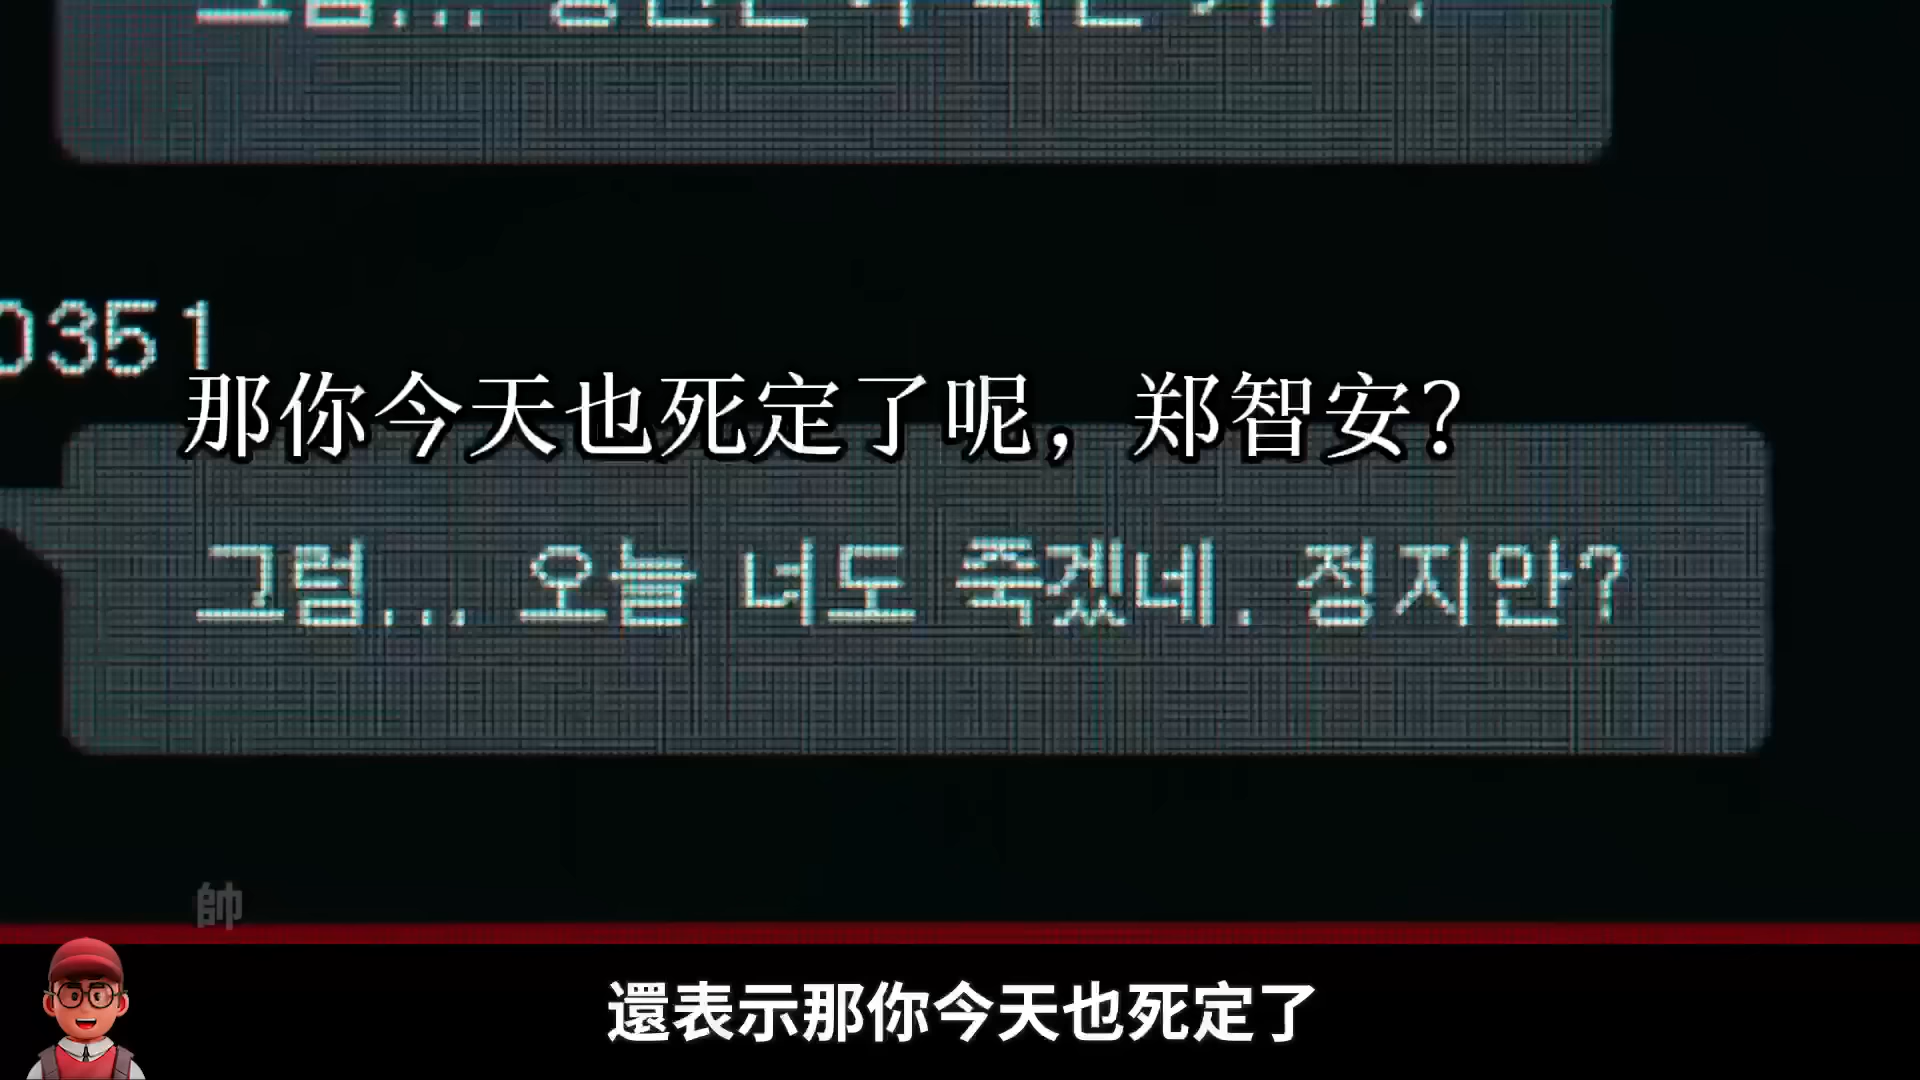 0351
那你今天也死定了呢，郑智安？
그럼... 오늘 너도 죽겠네. 정지안?
帥
還表示那你今天也死定了